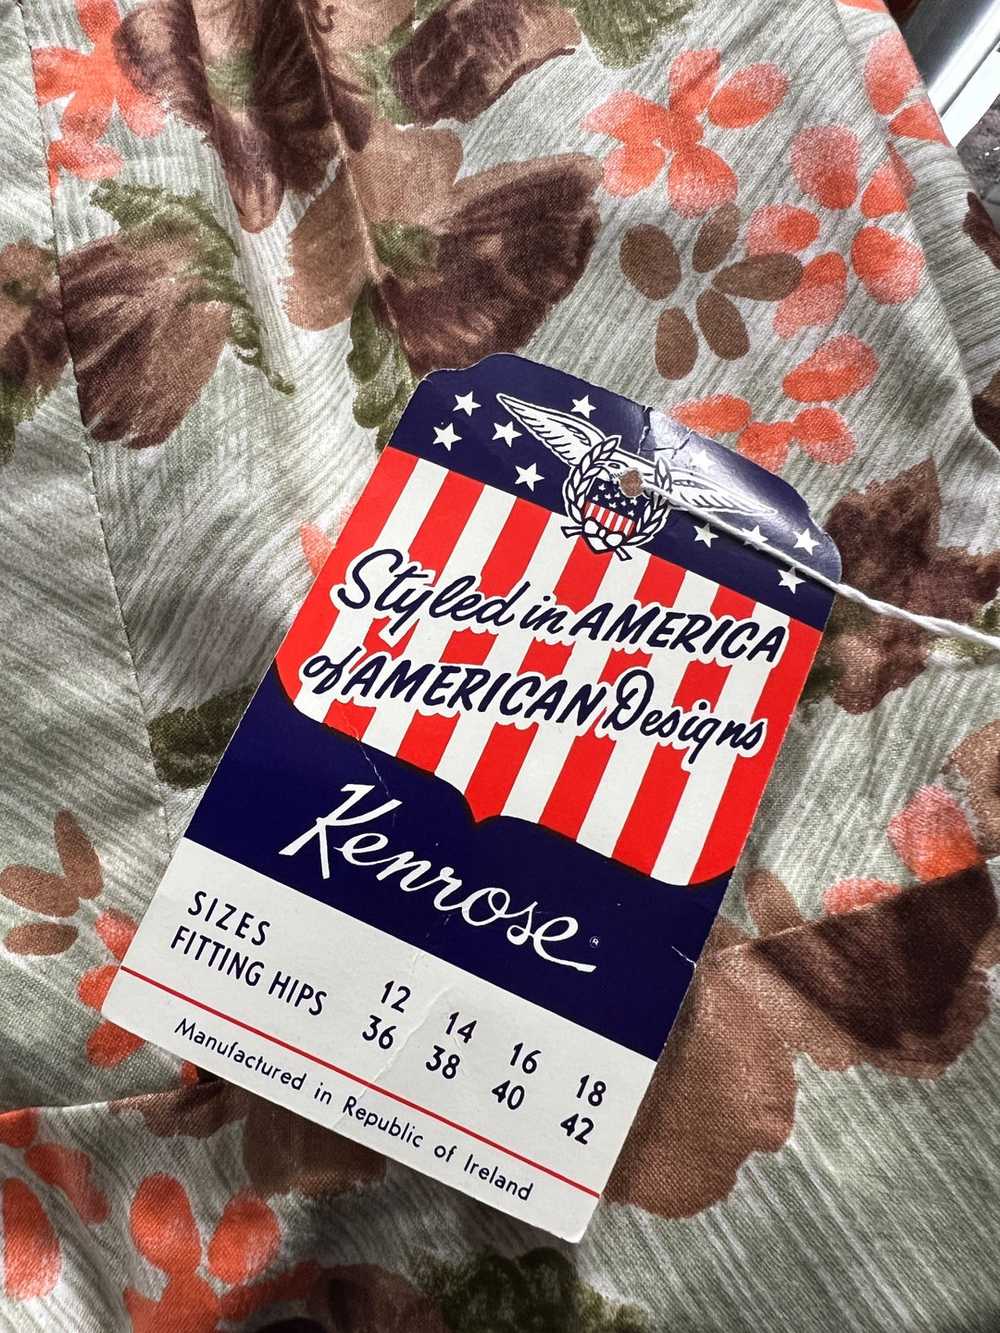 Styled in AMERICA
of AMERICAN Designs
Kenrose ®
SIZES 12 14 16 18
FITTING HIPS 36 38 40 42
Manufactured in Republic of Ireland